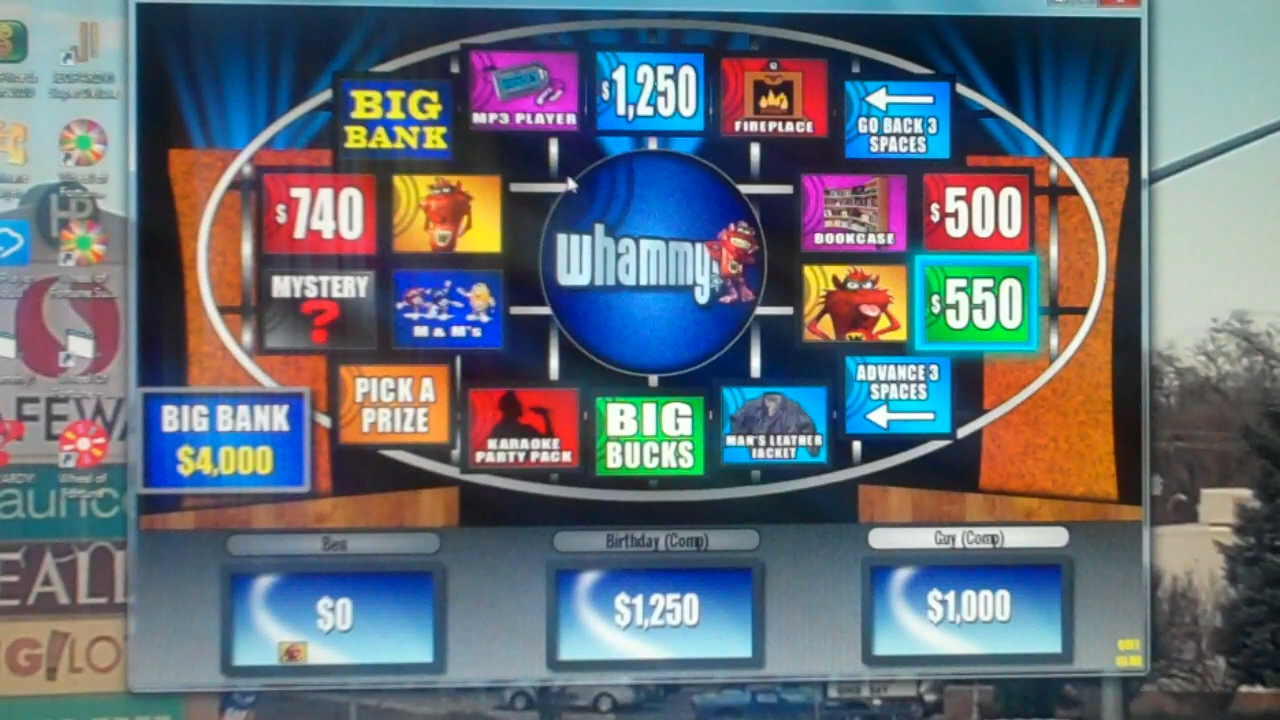 BIG
BANK
MP3 PLAYER
$1,250
FIREPLACE
GO BACK 3
SPACES
$740
BOOKCASE
$500
whammy!
MYSTERY
?
M & M's
$550
ADVANCE 3
SPACES
PICK A
PRIZE
KARAOKE
PARTY PACK
BIG
BUCKS
MAN'S LEATHER
JACKET
BIG BANK
$4,000
Ben
Birthday (Comp)
Guy (Comp)
$0
$1,250
$1,000
Wheel of